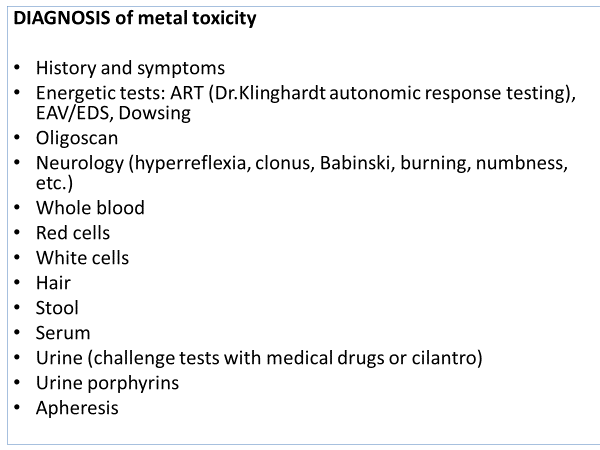 DIAGNOSIS of metal toxicity
• History and symptoms
• Energetic tests: ART (Dr.Klinghardt autonomic response testing),
EAV/EDS, Dowsing
• Oligoscan
• Neurology (hyperreflexia, clonus, Babinski, burning, numbness,
etc.)
• Whole blood
• Red cells
• White cells
• Hair
• Stool
• Serum
• Urine (challenge tests with medical drugs or cilantro)
• Urine porphyrins
• Apheresis